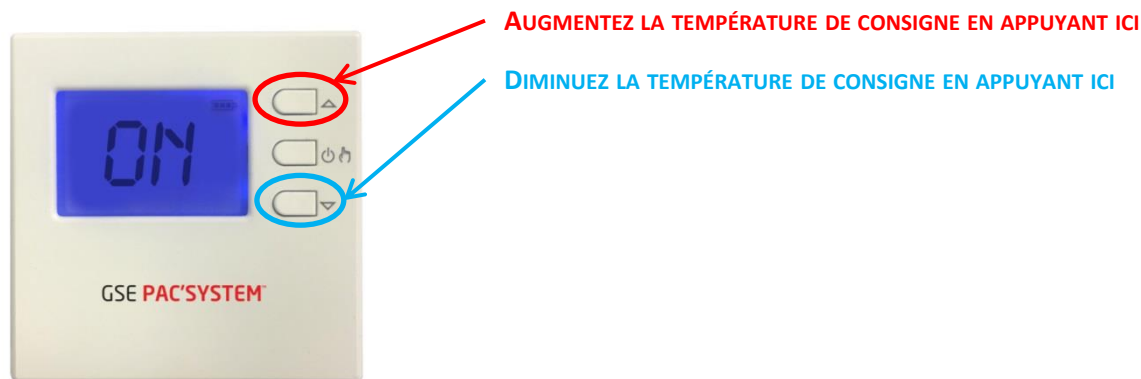 AUGMENTEZ LA TEMPÉRATURE DE CONSIGNE EN APPUYANT ICI
DIMINUEZ LA TEMPÉRATURE DE CONSIGNE EN APPUYANT ICI
ON
GSE PAC'SYSTEM™